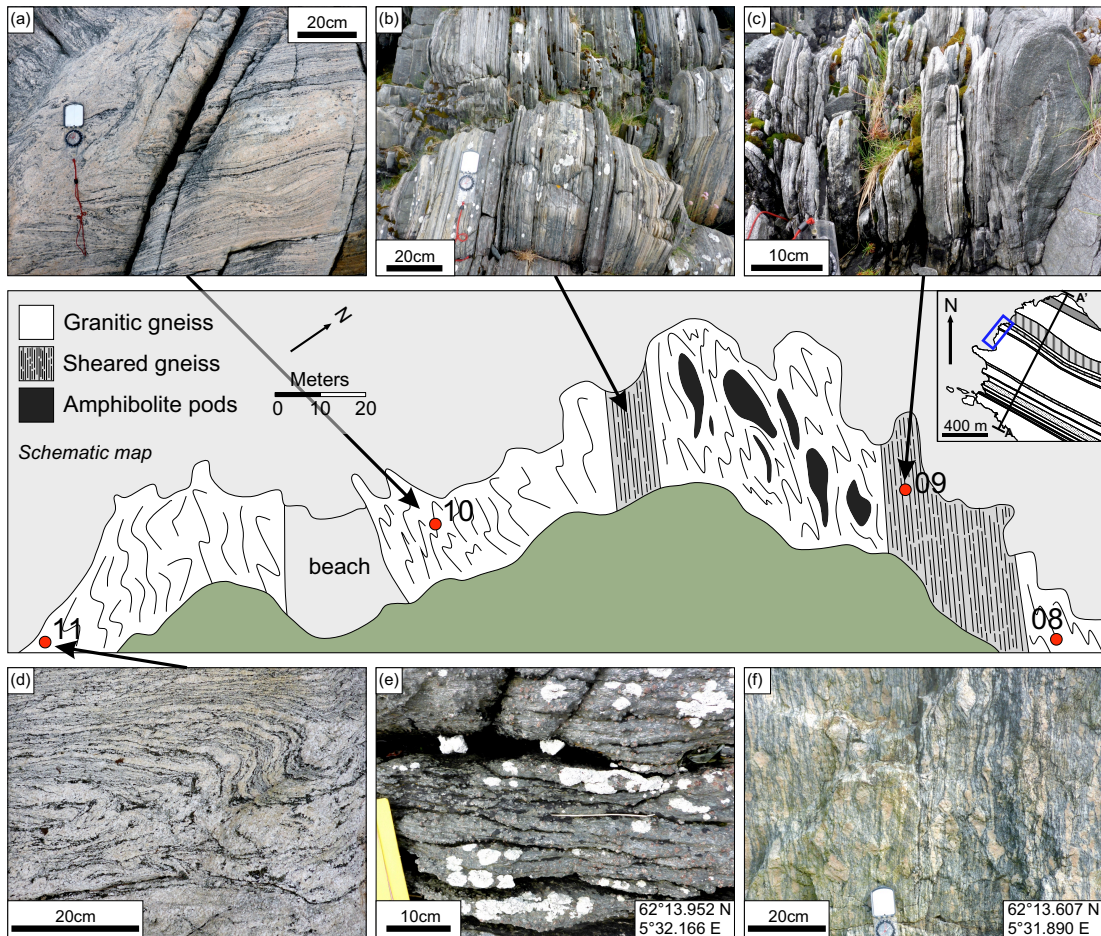 (a)
20cm
(b)
20cm
(c)
10cm
Granitic gneiss
Sheared gneiss
Amphibolite pods
Schematic map
N
Meters
0 10 20
N
A'
A
400 m
10
09
beach
11
08
(d)
20cm
(e)
10cm
62°13.952 N
5°32.166 E
(f)
20cm
62°13.607 N
5°31.890 E